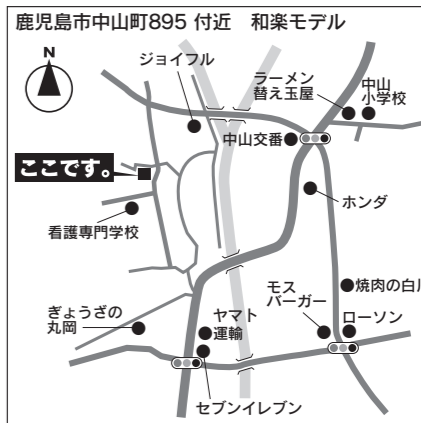 鹿児島市中山町895 付近　和楽モデル
N
ジョイフル
ラーメン
替え玉屋
中山
小学校
中山交番
ここです。
ホンダ
看護専門学校
焼肉の白川
モス
バーガー
ローソン
ぎょうざの
丸岡
ヤマト
運輸
セブンイレブン